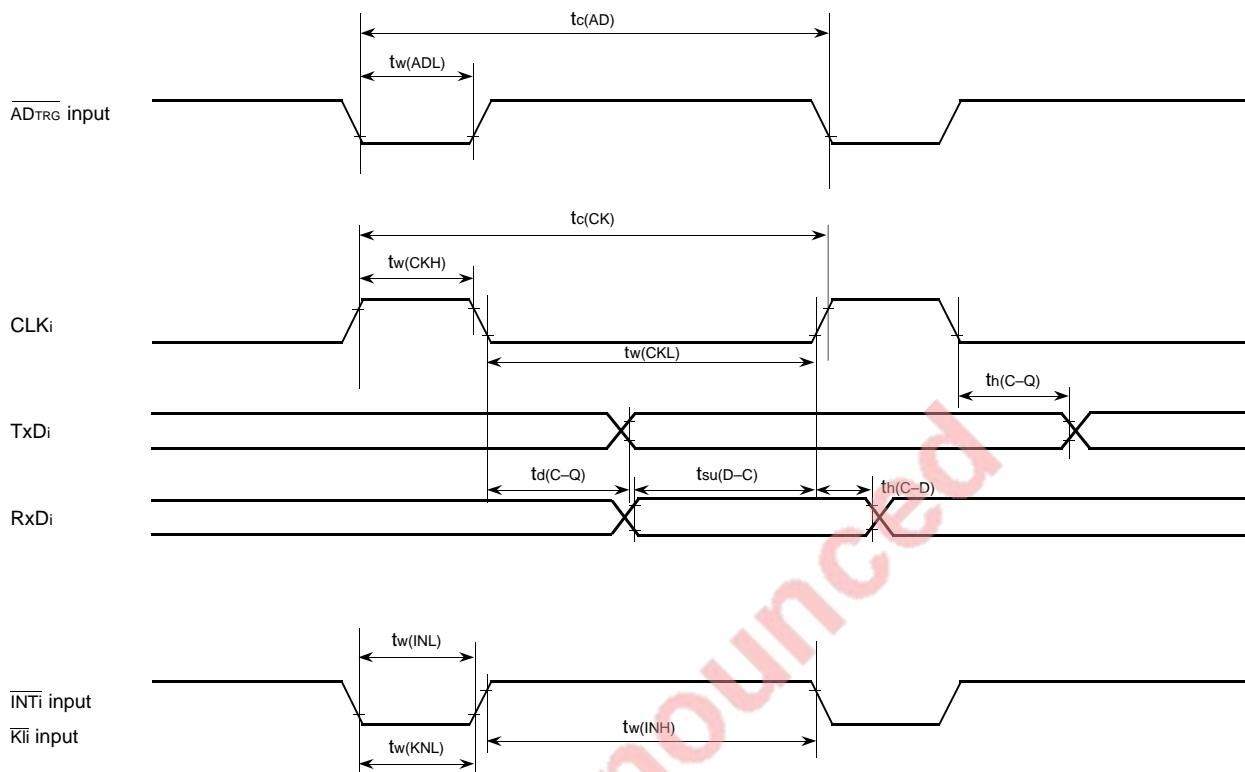 tc(AD)
tw(ADL)
ADTRG input
tc(CK)
tw(CKH)
CLKi
tw(CKL)
th(C–Q)
TxDi
td(C–Q)
tsu(D–C)
th(C–D)
RxDi
tw(INL)
INTi input
KIi input
tw(INH)
tw(KNL)
ounced